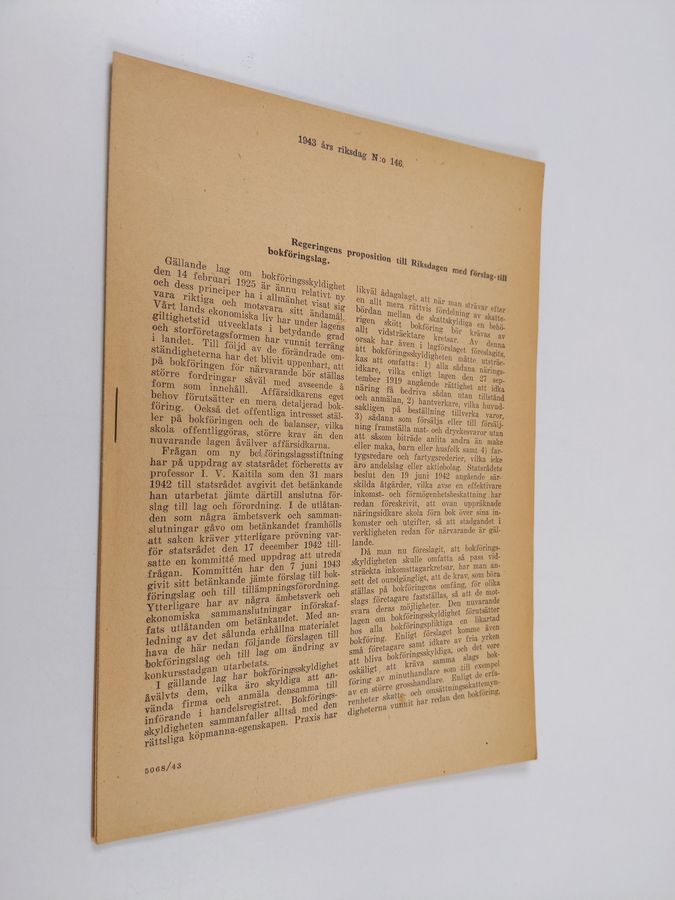 1943 års riksdag N:o 146.
Regeringens proposition till Riksdagen med förslag till
bokföringslag.
Gällande lag om bokföringsskyldighet
den 14 februari 1925 är ännu relativt ny
och dess principer ha i allmänhet visat sig
vara riktiga och motsvara sitt ändamål.
Vårt lands ekonomiska liv har under lagens
giltighetstid utvecklats i betydande grad
och storföretagsformen har vunnit terräng
i landet. Till följd av de förändrade om-
ständigheterna har det blivit uppenbart, att
på bokföringen för närvarande bör ställas
större fordringar såväl med avseende å
form som innehåll. Affärsidkarens eget
behov förutsätter en mera detaljerad bok-
föring. Också det offentliga intresset stäl-
ler på bokföringen och de balanser, vilka
skola offentliggöras, större krav än den
nuvarande lagen ävälver affärsidkarna.
Frågan om ny bokföringslagsstiftning
har på uppdrag av statsrådet förberetts av
professor I. V. Kaitila som den 31 mars
1942 till statsrådet avgivit det betänkande
han utarbetat jämte därtill anslutna för-
slag till lag och förordning. I de utlåtan-
den som några ämbetsverk och samman-
slutningar gåvo om betänkandet framhölls
att saken kräver ytterligare prövning var-
för statsrådet den 17 december 1942 till-
satte en kommitté med uppdrag att utreda
frågan. Kommittén har den 7 juni 1943
givit sitt betänkande jämte förslag till bok-
föringslag och till tillämpningsförordning.
Ytterligare har av några ämbetsverk och
ekonomiska sammanslutningar införskaf-
fats utlåtanden om betänkandet. Med an-
ledning av det sålunda erhållna materialet
hava de här nedan följande förslagen till
bokföringslag och till lag om ändring av
konkursstadgan utarbetats.
I gällande lag har bokföringsskyldighet
åvälvts dem, vilka äro skyldiga att an-
vända firma och anmäla densamma till
införande i handelsregistret. Bokförings-
skyldigheten sammanfaller alltså med den
rättsliga köpmanna-egenskapen. Praxis har
5068/43
likväl ådagalagt, att när man strävar efter
en allt mera rättvis fördelning av skatte-
bördan mellan de skattskyldiga en behö-
rigen skött bokföring bör krävas av
allt vidsträcktare kretsar. Av denna
orsak har även i lagförslaget föreslagits,
att bokföringsskyldigheten måtte utsträc-
kas att omfatta: 1) alla sådana närings-
idkare, vilka enligt lagen den 27 sep-
tember 1919 angående rättighet att idka
näring få bedriva sådan utan tillstånd
och anmälan, 2) hantverkare, vilka huvud-
sakligen på beställning tillverka varor,
3) sådana som försälja eller till försälj-
ning framställa mat- och dryckesvaror utan
att såsom biträde anlita andra än make
eller maka, barn eller husfolk samt 4) far-
tygsredare och fartygsrederier, vilka icke
äro andelslag eller aktiebolag. Statsrådets
beslut den 19 juni 1942 angående sär-
skilda åtgärder, vilka avse en effektivare
inkomst- och förmögenhetsbeskattning har
redan föreskrivit, att ovan uppräknade
näringsidkare skola föra bok över sina in-
komster och utgifter, så att stadgandet i
verkligheten redan för närvarande är gäl-
lande.
Då man nu föreslagit, att bokförings-
skyldigheten skulle omfatta så pass vid-
sträckta inkomsttagarkretsar, har man an-
sett det oundgängligt, att de krav, som böra
ställas på bokföringens omfång, för olika
slags företagare fastställas, så att de mot-
svara deras möjligheter. Den nuvarande
lagen om bokföringsskyldighet förutsätter
hos alla bokföringspliktiga en likartad
bokföring. Enligt förslaget komme även
små företagare samt idkare av fria yrken
att bliva bokföringsskyldiga, och det vore
oskäligt att kräva samma slags bok-
föring av minuthandlare som till exempel
av en större grosshandlare. Enligt de erfa-
renheter skatte- och omsättningsskattemyn-
digheterna vunnit har redan den bokföring,